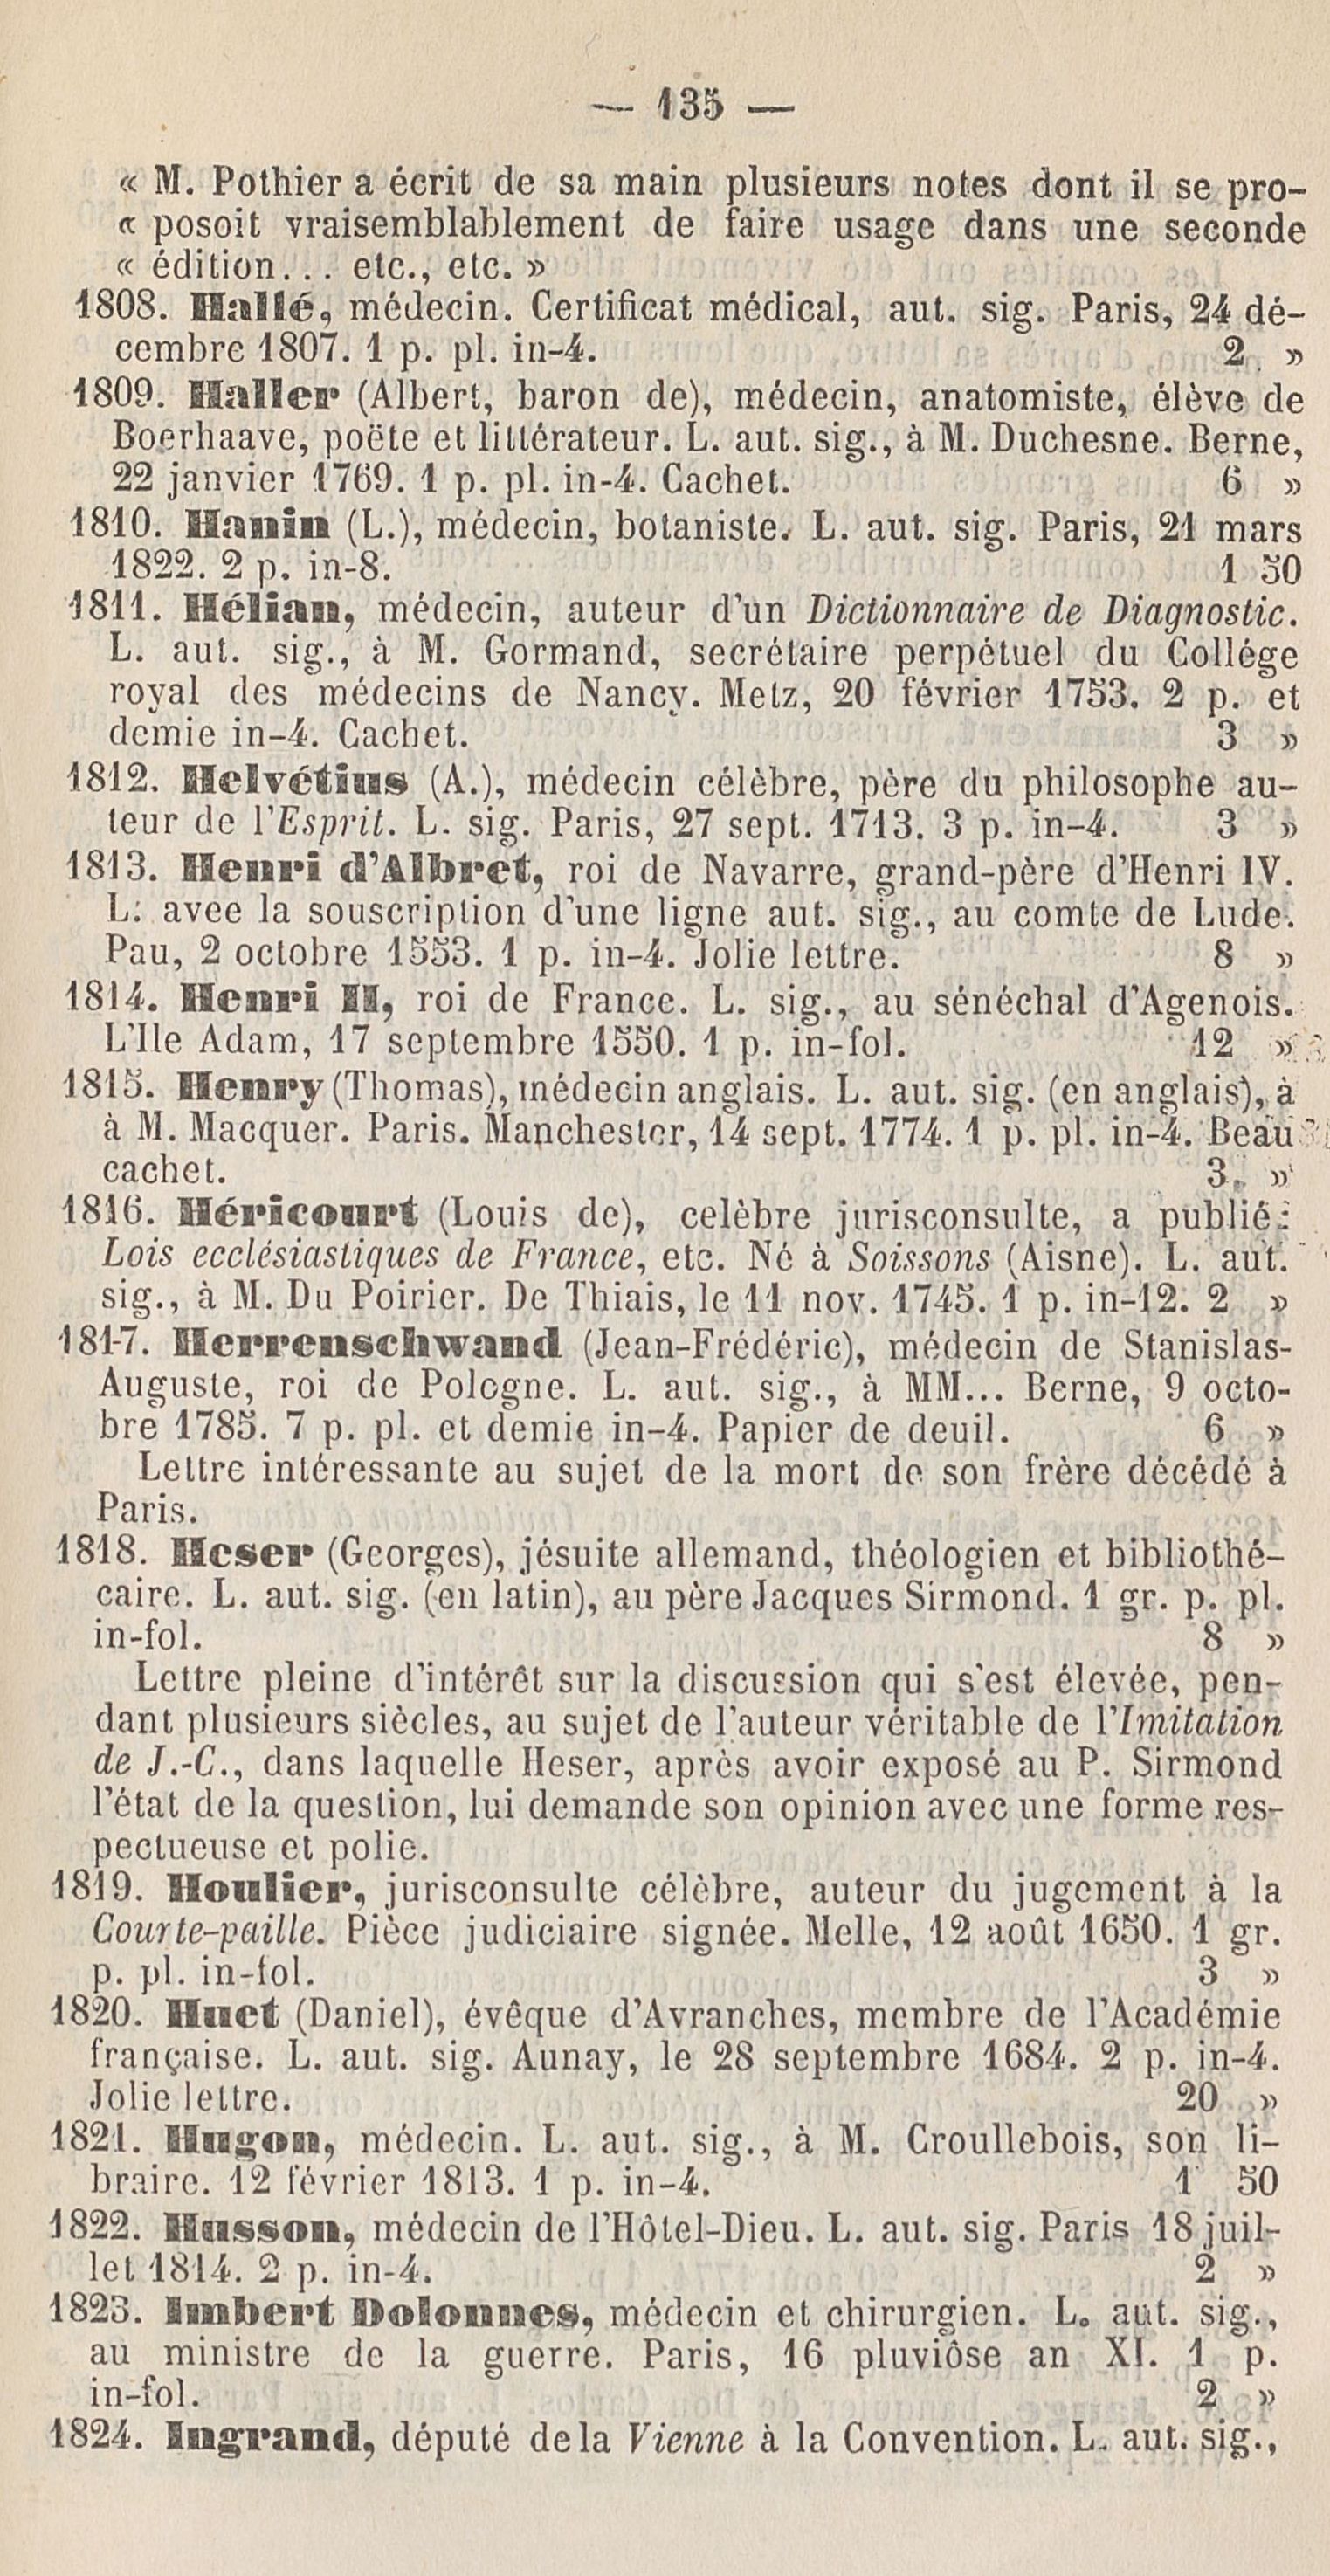 — 135 —
« M. Pothier a écrit de sa main plusieurs notes dont il se pro-
« posoit vraisemblablement de faire usage dans une seconde
« édition... etc., etc. »
1808. Hallé, médecin. Certificat médical, aut. sig. Paris, 24 dé-
cembre 1807. 1 p. pl. in-4. 2 »
1809. Haller (Albert, baron de), médecin, anatomiste, élève de
Boerhaave, poëte et littérateur. L. aut. sig., à M. Duchesne. Berne,
22 janvier 1769. 1 p. pl. in-4. Cachet. 6 »
1810. Hanin (L.), médecin, botaniste. L. aut. sig. Paris, 21 mars
1822. 2 p. in-8. 1 50
1811. Hélian, médecin, auteur d'un Dictionnaire de Diagnostic.
L. aut. sig., à M. Gormand, secrétaire perpétuel du Collége
royal des médecins de Nancy. Metz, 20 février 1753. 2 p. et
demie in-4. Cachet. 3 »
1812. Helvétius (A.), médecin célèbre, père du philosophe au-
teur de l'Esprit. L. sig. Paris, 27 sept. 1713. 3 p. in-4. 3 »
1813. Henri d'Albret, roi de Navarre, grand-père d'Henri IV.
L. avee la souscription d'une ligne aut. sig., au comte de Lude.
Pau, 2 octobre 1553. 1 p. in-4. Jolie lettre. 8 »
1814. Henri II, roi de France. L. sig., au sénéchal d'Agenois.
L'Ile Adam, 17 septembre 1550. 1 p. in-fol. 12 »
1815. Henry (Thomas), médecin anglais. L. aut. sig. (en anglais), à
à M. Macquer. Paris. Manchester, 14 sept. 1774. 1 p. pl. in-4. Beau
cachet. 3 »
1816. Héricourt (Louis de), celèbre jurisconsulte, a publié:
Lois ecclésiastiques de France, etc. Né à Soissons (Aisne). L. aut.
sig., à M. Du Poirier. De Thiais, le 11 nov. 1745. 1 p. in-12. 2 »
1817. Herrenschwand (Jean-Frédéric), médecin de Stanislas-
Auguste, roi de Pologne. L. aut. sig., à MM... Berne, 9 octo-
bre 1785. 7 p. pl. et demie in-4. Papier de deuil. 6 »
Lettre intéressante au sujet de la mort de son frère décédé à
Paris.
1818. Heser (Georges), jésuite allemand, théologien et bibliothé-
caire. L. aut. sig. (en latin), au père Jacques Sirmond. 1 gr. p. pl.
in-fol. 8 »
Lettre pleine d'intérêt sur la discussion qui s'est élevée, pen-
dant plusieurs siècles, au sujet de l'auteur véritable de l'Imitation
de J.-C., dans laquelle Heser, après avoir exposé au P. Sirmond
l'état de la question, lui demande son opinion avec une forme res-
pectueuse et polie.
1819. Houlier, jurisconsulte célèbre, auteur du jugement à la
Courte-paille. Pièce judiciaire signée. Melle, 12 août 1650. 1 gr.
p. pl. in-fol. 3 »
1820. Huet (Daniel), évêque d'Avranches, membre de l'Académie
française. L. aut. sig. Aunay, le 28 septembre 1684. 2 p. in-4.
Jolie lettre. 20 »
1821. Hugon, médecin. L. aut. sig., à M. Croullebois, son li-
braire. 12 février 1813. 1 p. in-4. 1 50
1822. Husson, médecin de l'Hôtel-Dieu. L. aut. sig. Paris 18 juil-
let 1814. 2 p. in-4. 2 »
1823. Imbert Dolonnes, médecin et chirurgien. L. aut. sig.,
au ministre de la guerre. Paris, 16 pluviôse an XI. 1 p.
in-fol. 2 »
1824. Ingrand, député de la Vienne à la Convention. L. aut. sig.,